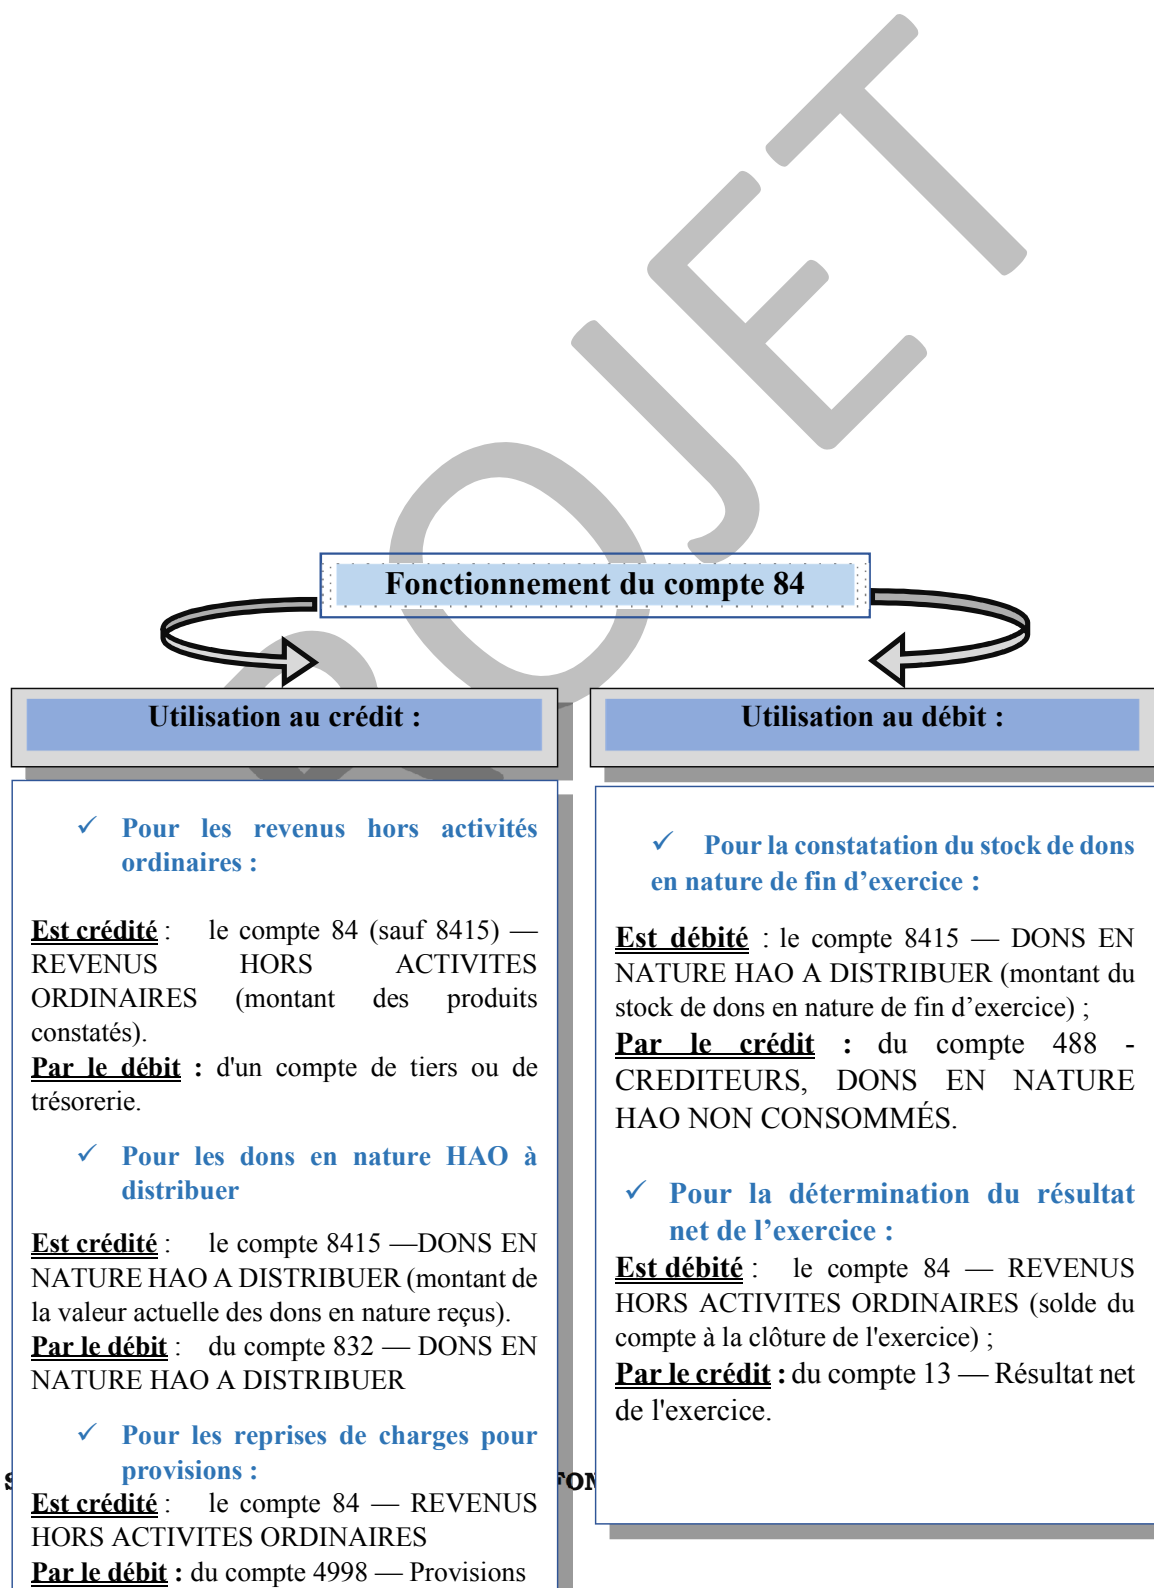 PROJET
Fonctionnement du compte 84
Utilisation au crédit :
✓ Pour les revenus hors activités
ordinaires :
Est crédité : le compte 84 (sauf 8415) —
REVENUS HORS ACTIVITES
ORDINAIRES (montant des produits
constatés).
Par le débit : d'un compte de tiers ou de
trésorerie.
✓ Pour les dons en nature HAO à
distribuer
Est crédité : le compte 8415 —DONS EN
NATURE HAO A DISTRIBUER (montant de
la valeur actuelle des dons en nature reçus).
Par le débit : du compte 832 — DONS EN
NATURE HAO A DISTRIBUER
✓ Pour les reprises de charges pour
provisions :
Est crédité : le compte 84 — REVENUS
HORS ACTIVITES ORDINAIRES
Par le débit : du compte 4998 — Provisions
Utilisation au débit :
✓ Pour la constatation du stock de dons
en nature de fin d’exercice :
Est débité : le compte 8415 — DONS EN
NATURE HAO A DISTRIBUER (montant du
stock de dons en nature de fin d’exercice) ;
Par le crédit : du compte 488 -
CREDITEURS, DONS EN NATURE
HAO NON CONSOMMÉS.
✓ Pour la détermination du résultat
net de l’exercice :
Est débité : le compte 84 — REVENUS
HORS ACTIVITES ORDINAIRES (solde du
compte à la clôture de l'exercice) ;
Par le crédit : du compte 13 — Résultat net
de l'exercice.